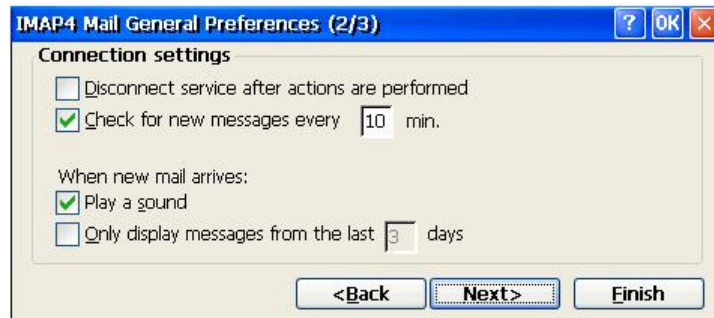 IMAP4 Mail General Preferences (2/3) ? OK ×
Connection settings
Disconnect service after actions are performed
Check for new messages every 10 min.
When new mail arrives:
Play a sound
Only display messages from the last 3 days
<Back Next> Finish